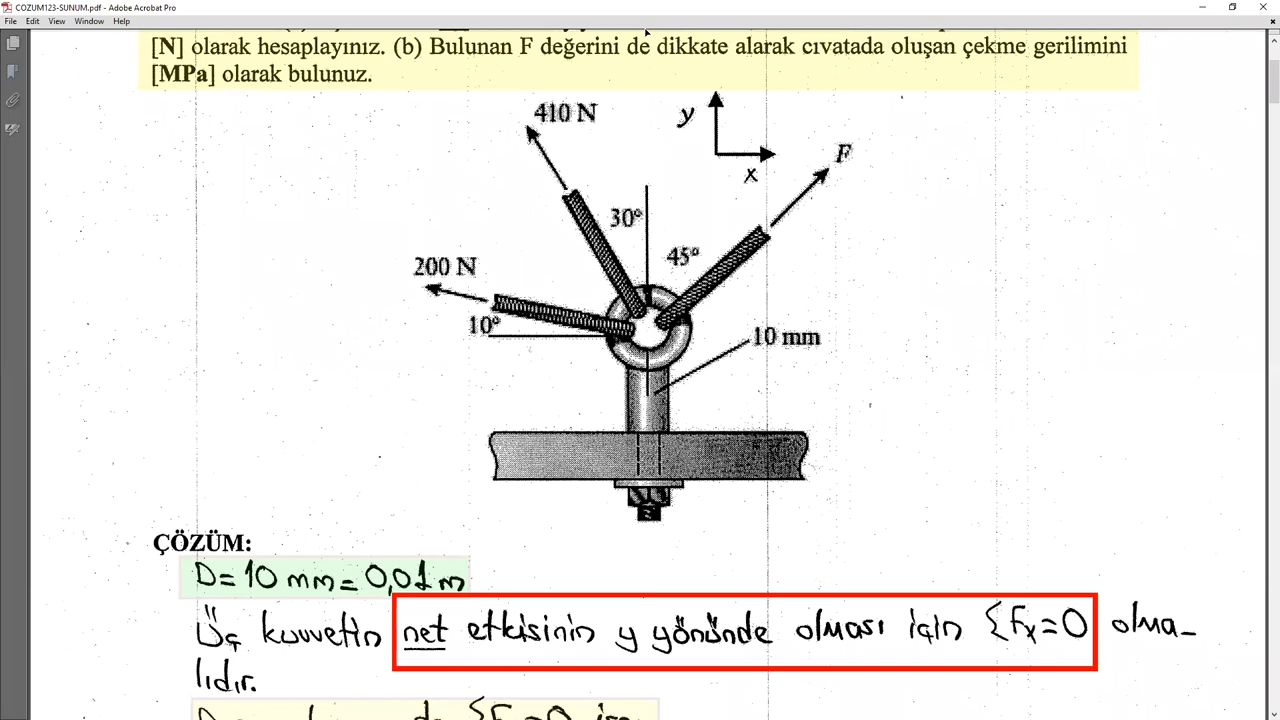 COZUM123-SUNUM.pdf - Adobe Acrobat Pro
File Edit View Window Help
[N] olarak hesaplayınız. (b) Bulunan F değerini de dikkate alarak cıvatada oluşan çekme gerilimini
[MPa] olarak bulunuz.
410 N
y
x
F
30°
45°
200 N
10°
10 mm
ÇÖZÜM:
D = 10 mm = 0,01 m
Üç kuvvetin net etkisinin y yönünde olması için ΣFx=0 olma-
lıdır.